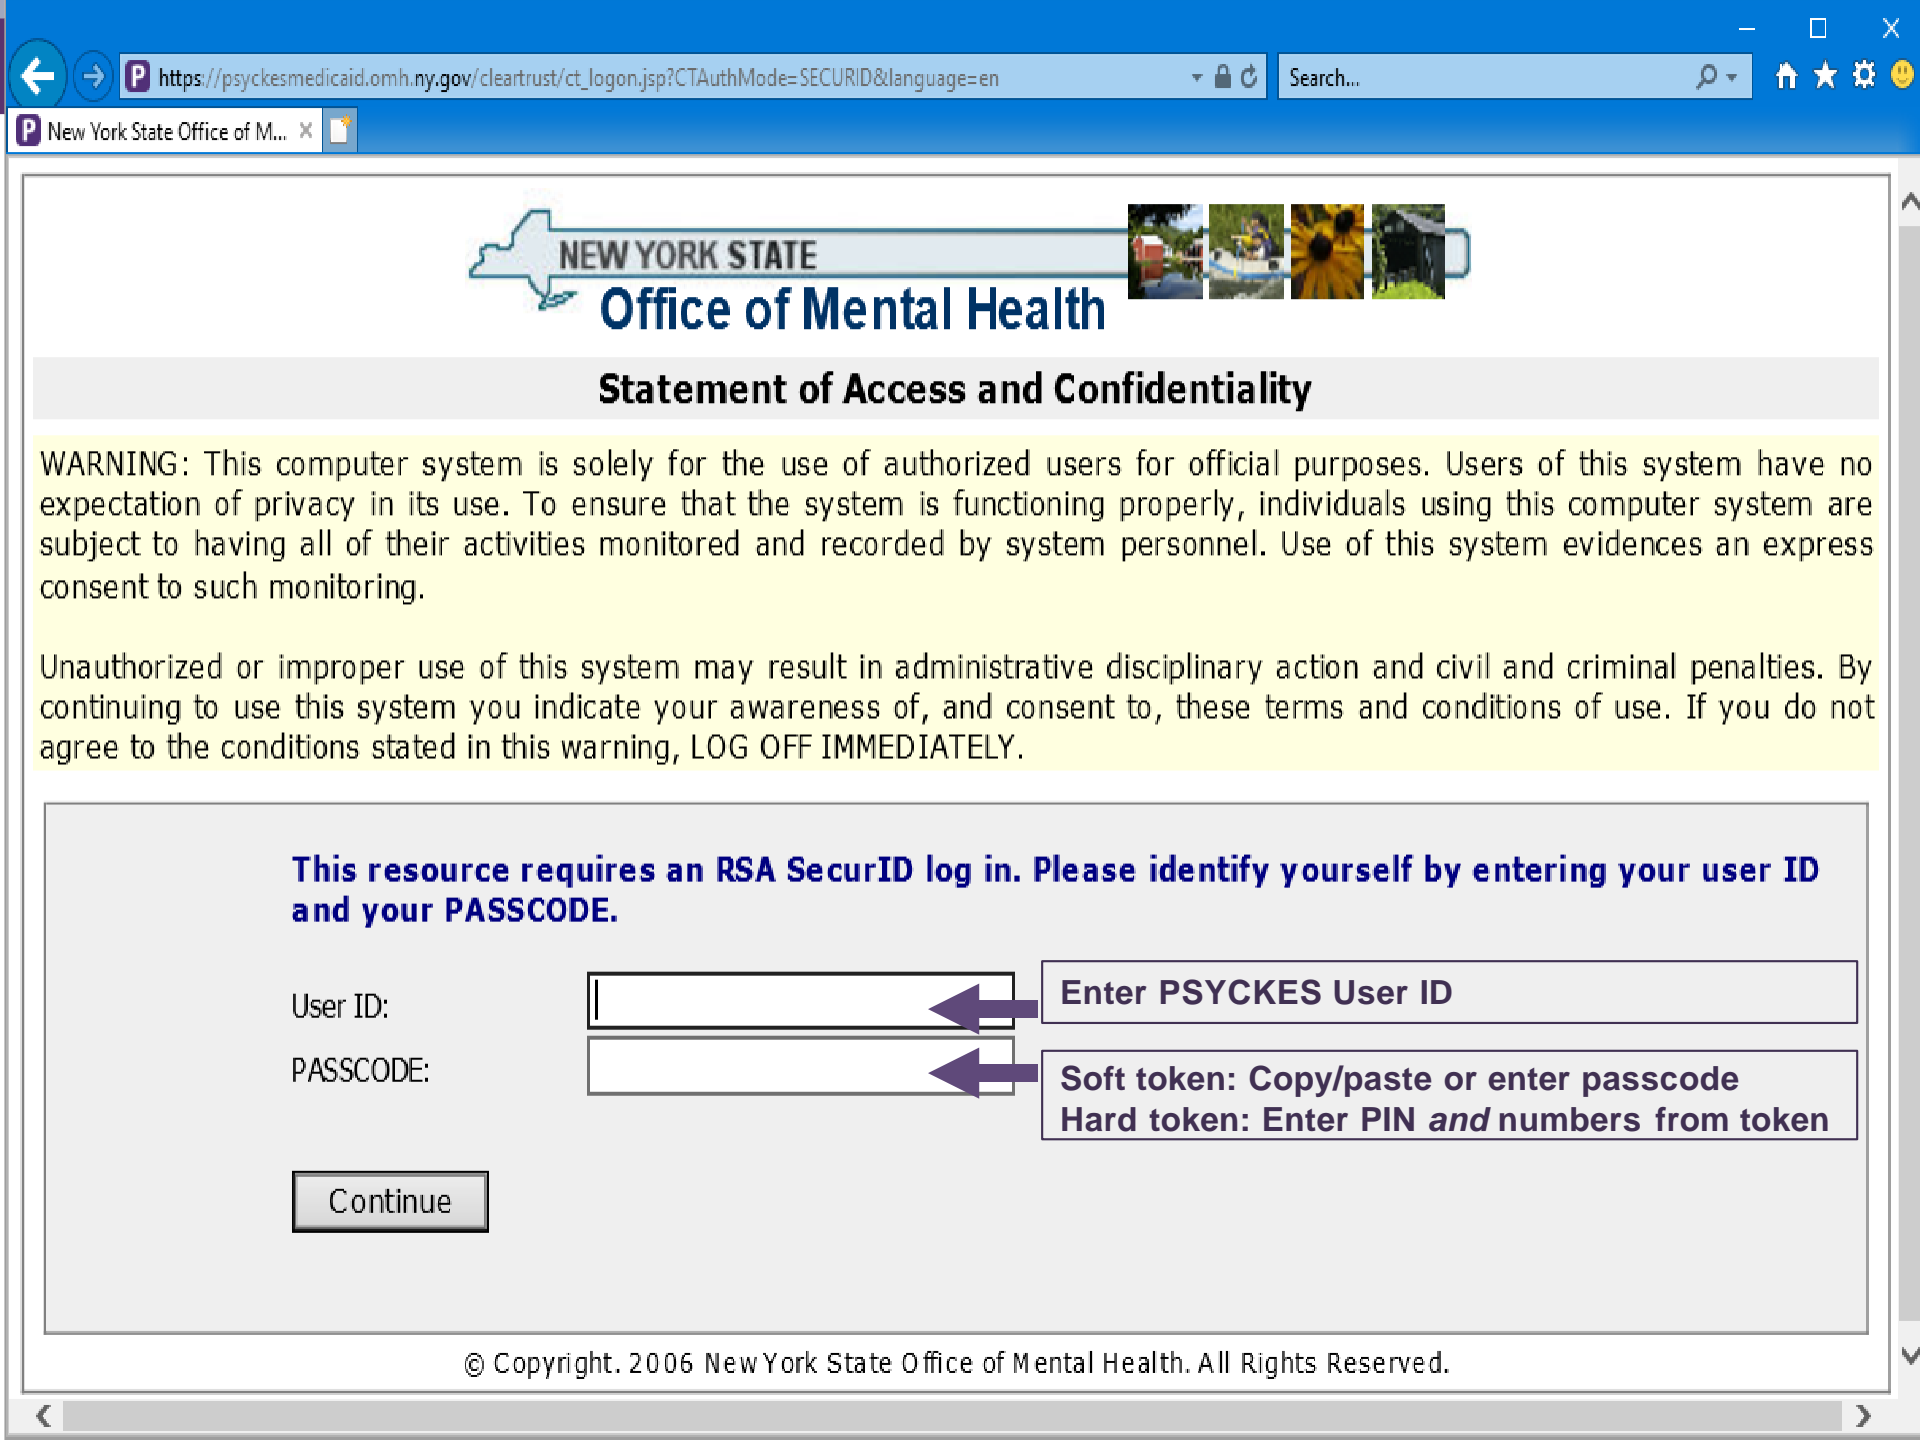 https://psyckesmedicaid.omh.ny.gov/cleartrust/ct_logon.jsp?CTAuthMode=SECURID&language=en
Search...
New York State Office of M...
NEW YORK STATE
Office of Mental Health
Statement of Access and Confidentiality
WARNING: This computer system is solely for the use of authorized users for official purposes. Users of this system have no
expectation of privacy in its use. To ensure that the system is functioning properly, individuals using this computer system are
subject to having all of their activities monitored and recorded by system personnel. Use of this system evidences an express
consent to such monitoring.
Unauthorized or improper use of this system may result in administrative disciplinary action and civil and criminal penalties. By
continuing to use this system you indicate your awareness of, and consent to, these terms and conditions of use. If you do not
agree to the conditions stated in this warning, LOG OFF IMMEDIATELY.
This resource requires an RSA SecurID log in. Please identify yourself by entering your user ID
and your PASSCODE.
User ID:
Enter PSYCKES User ID
PASSCODE:
Soft token: Copy/paste or enter passcode
Hard token: Enter PIN and numbers from token
Continue
© Copyright. 2006 New York State Office of Mental Health. All Rights Reserved.